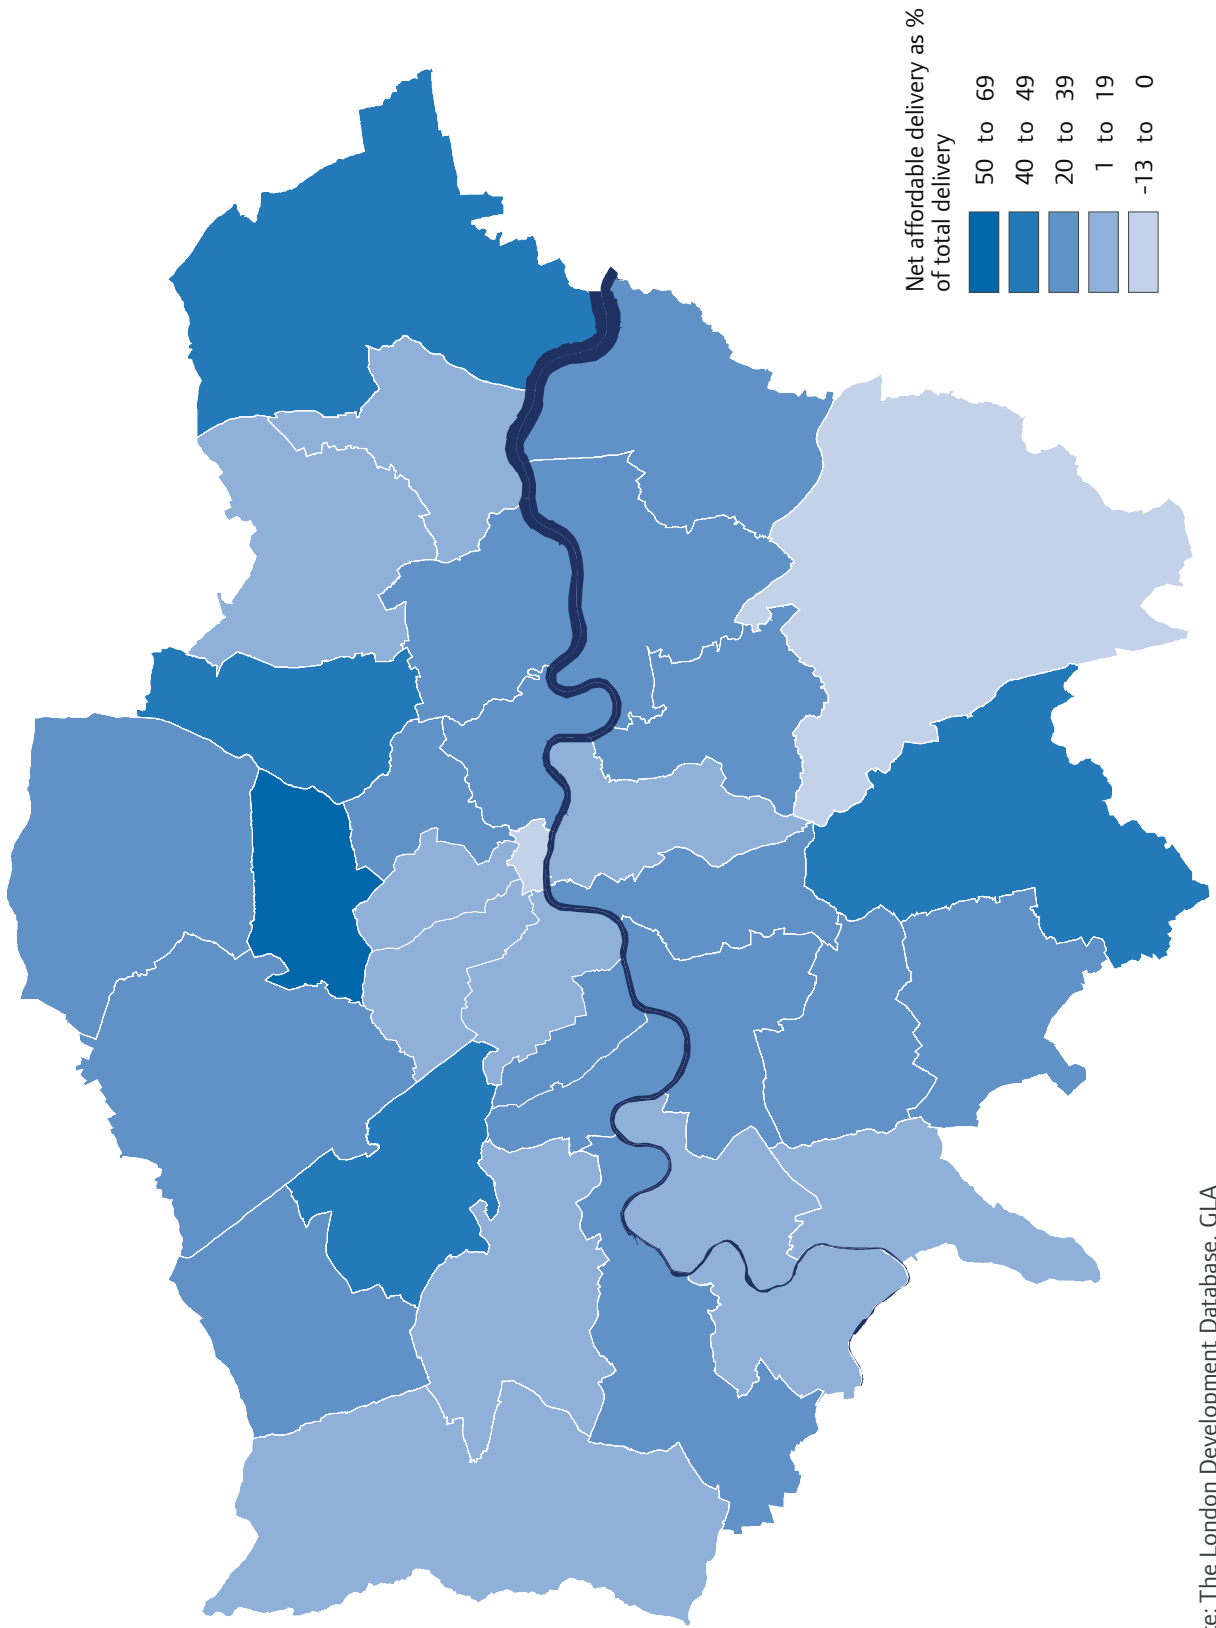 Net affordable delivery as %
of total delivery
50 to 69
40 to 49
20 to 39
1 to 19
-13 to 0
The London Development Database, GLA